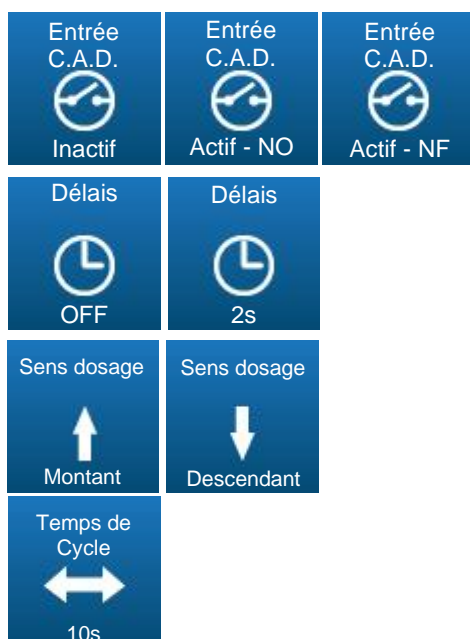 Entrée
C.A.D.
Inactif
Entrée
C.A.D.
Actif - NO
Entrée
C.A.D.
Actif - NF
Délais
OFF
Délais
2s
Sens dosage
Montant
Sens dosage
Descendant
Temps de
Cycle
10s